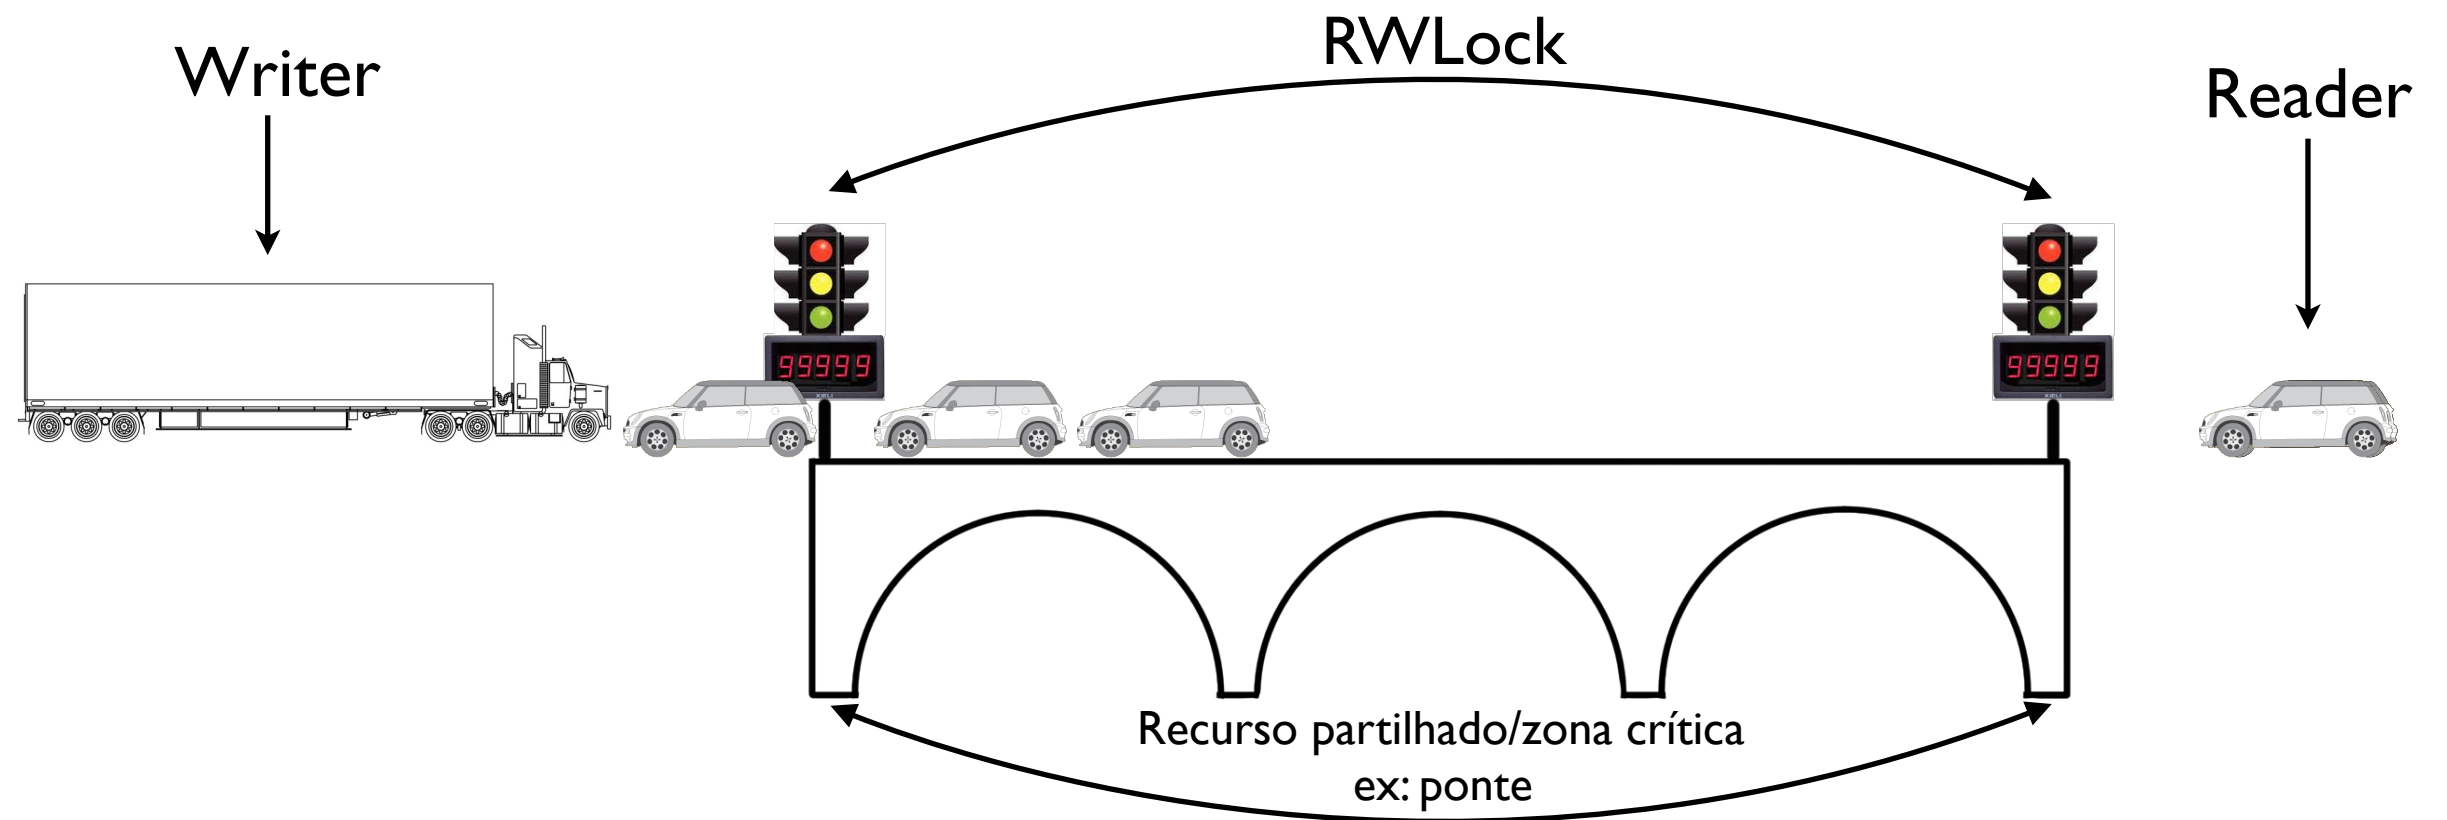 RWLock
Writer
Reader
99999
99999
Recurso partilhado/zona crítica
ex: ponte